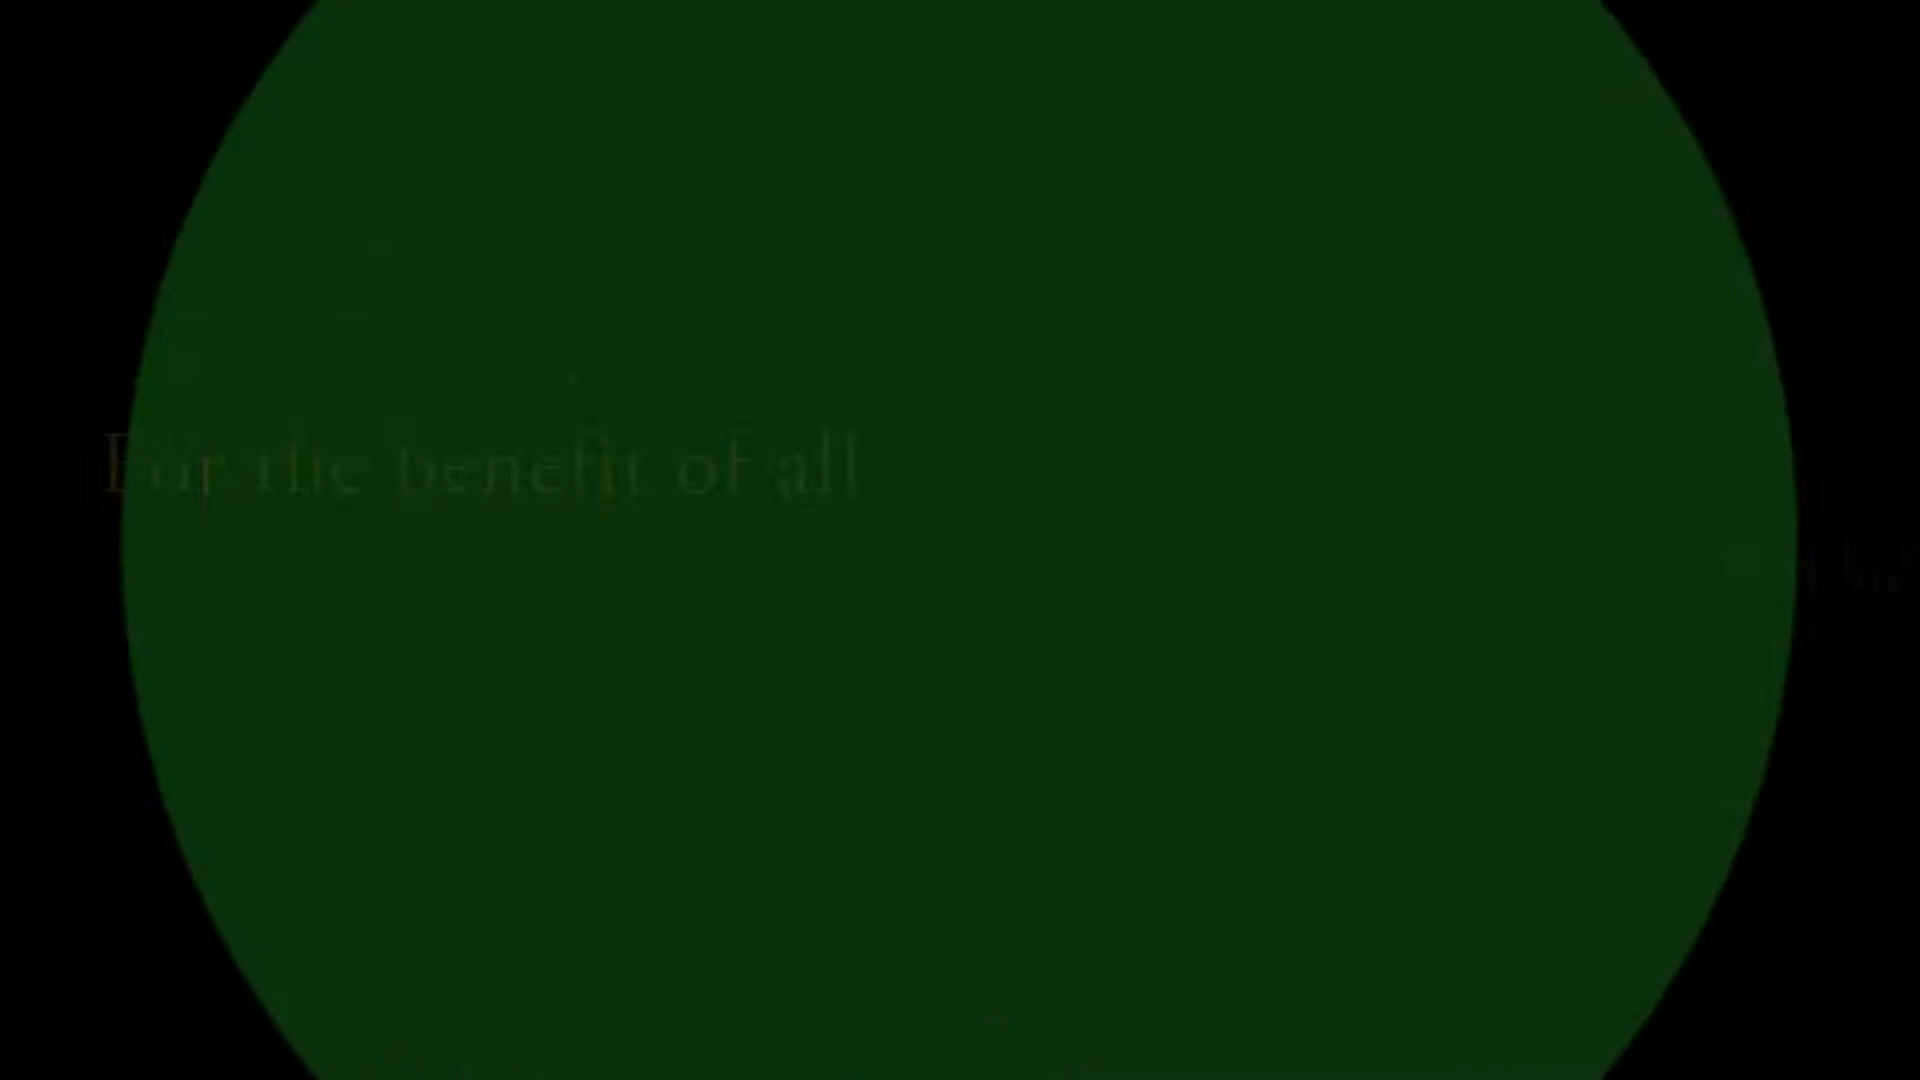 For the benefit of all